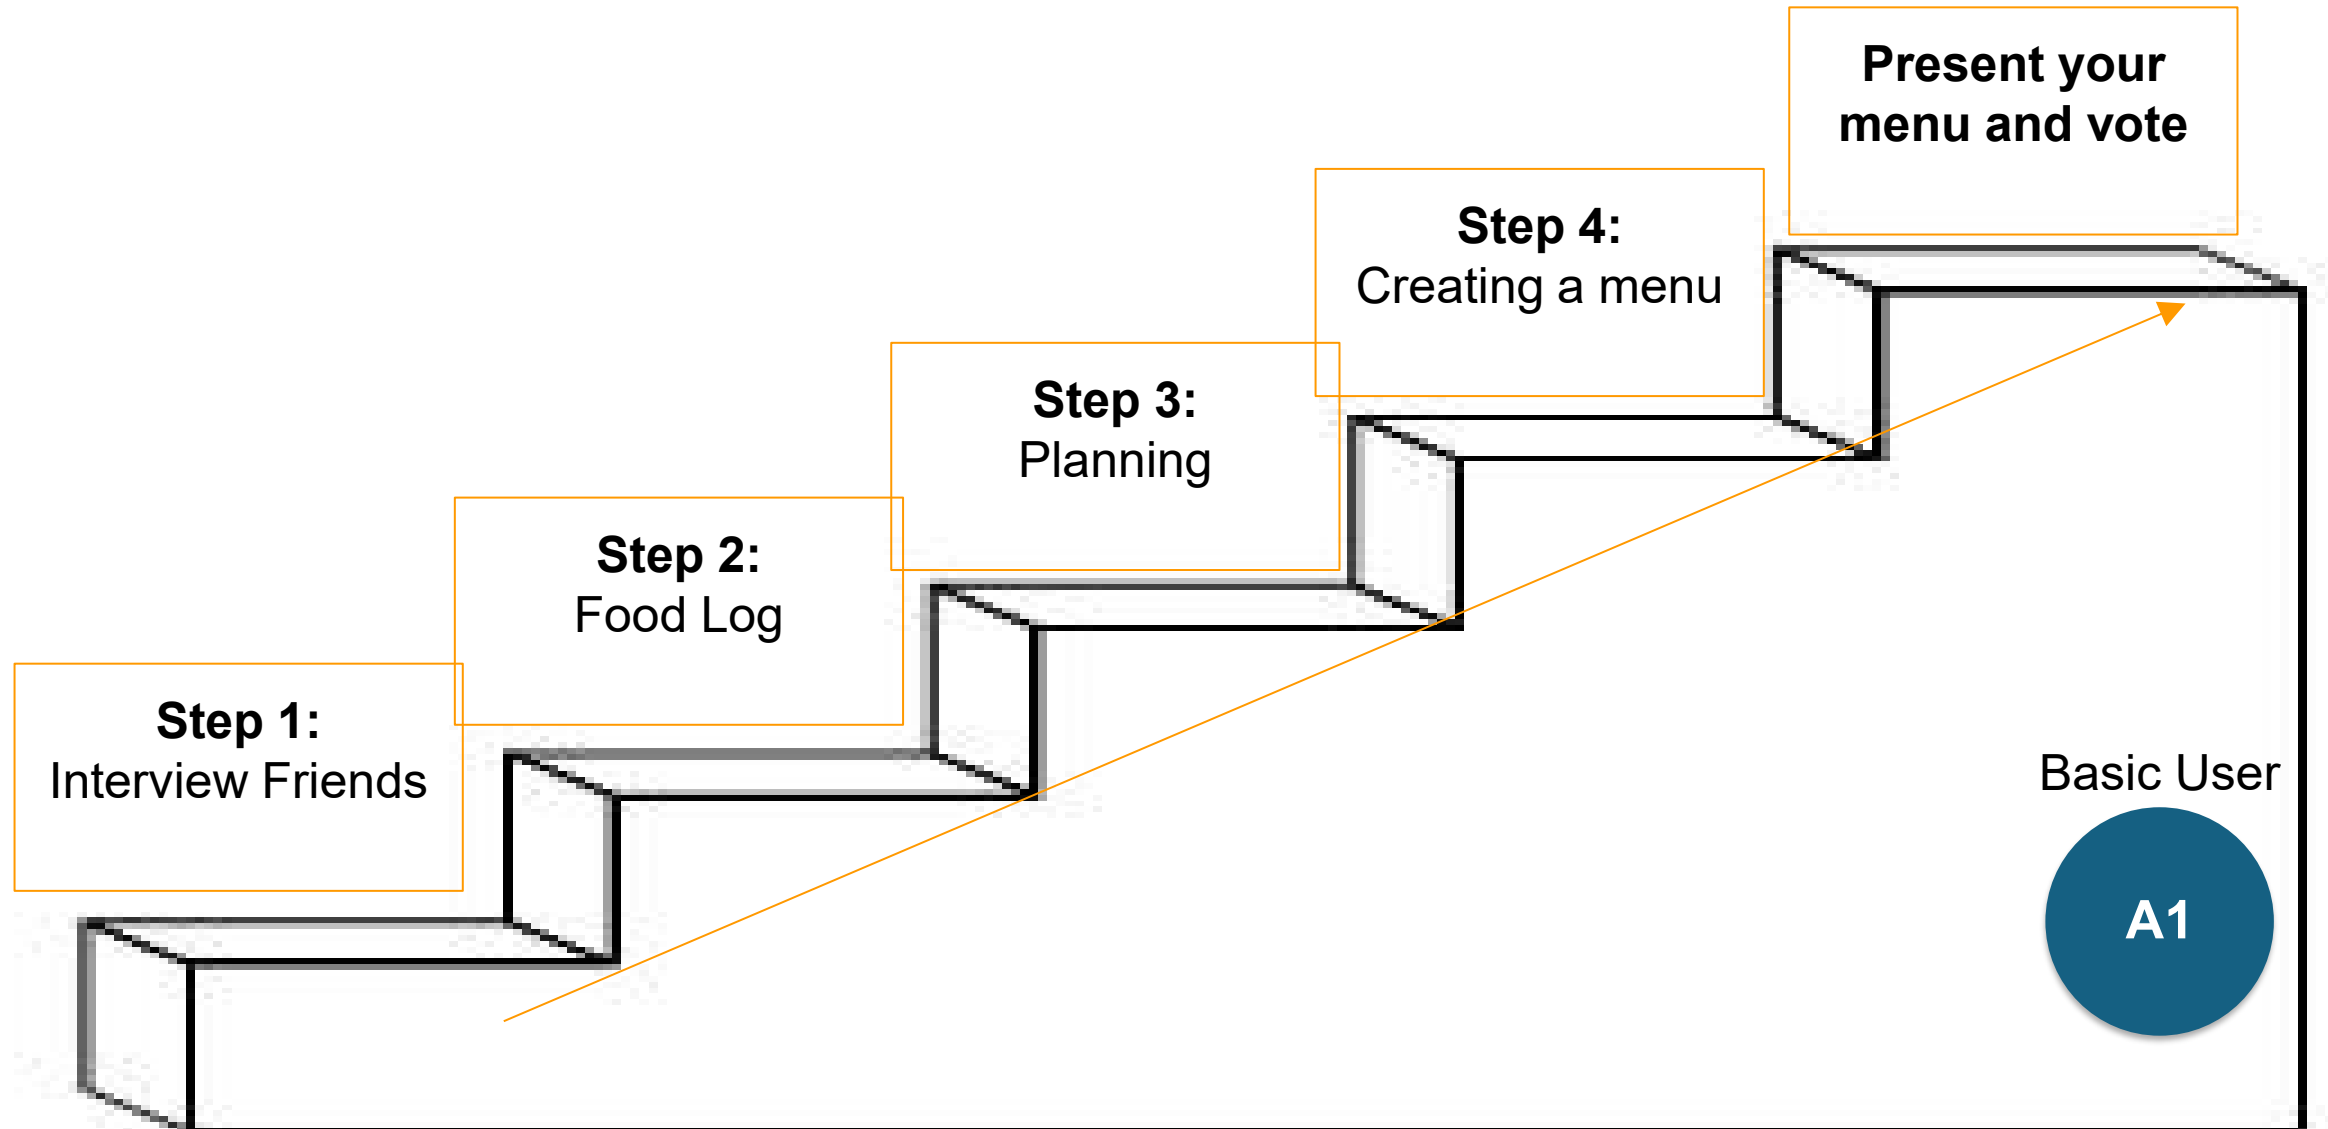 Present your
menu and vote
Step 4:
Creating a menu
Step 3:
Planning
Step 2:
Food Log
Step 1:
Interview Friends
Basic User
A1